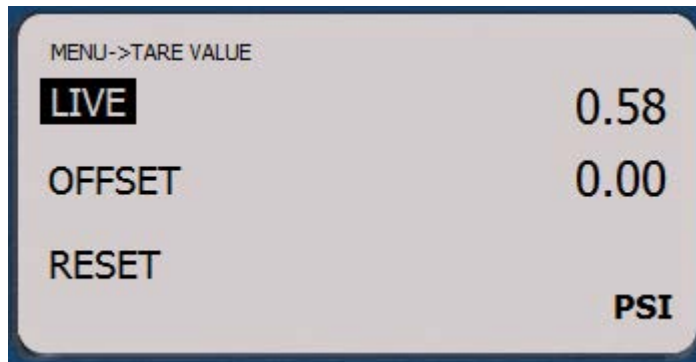 MENU->TARE VALUE
LIVE 0.58
OFFSET 0.00
RESET
PSI